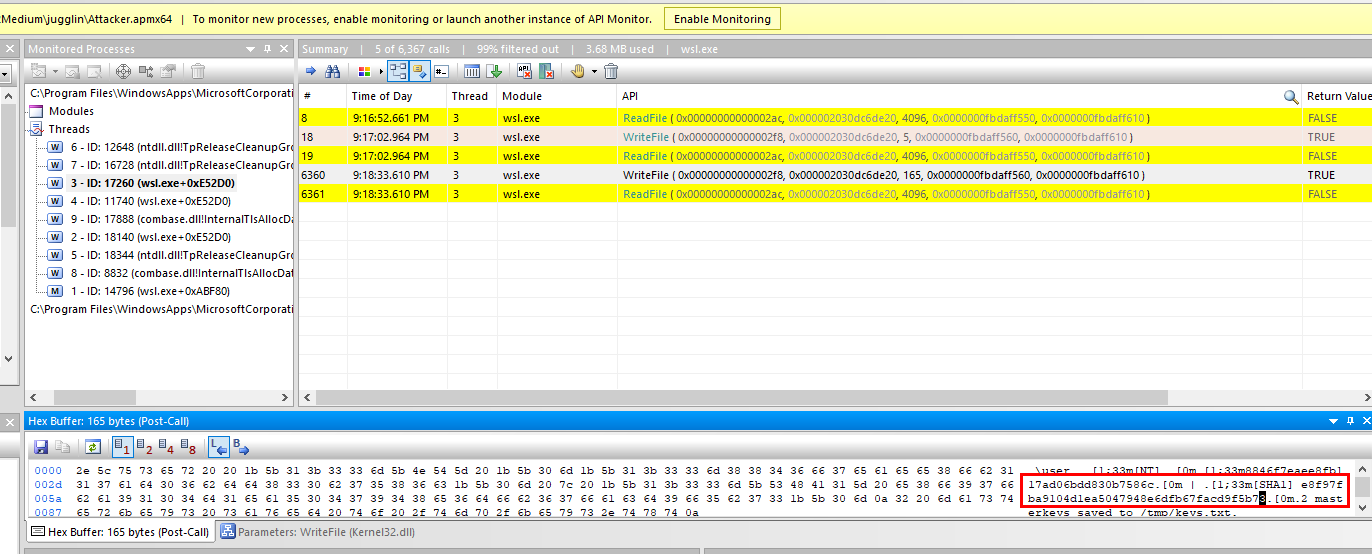 Medium\jugglin\Attacker.apmx64 | To monitor new processes, enable monitoring or launch another instance of API Monitor. Enable Monitoring
Monitored Processes
Summary | 5 of 6,367 calls | 99% filtered out | 3.68 MB used | wsl.exe
C:\Program Files\WindowsApps\MicrosoftCorporati
Modules
Threads
6 - ID: 12648 (ntdll.dll!TpReleaseCleanupGro
7 - ID: 16728 (ntdll.dll!TpReleaseCleanupGro
3 - ID: 17260 (wsl.exe+0xE52D0)
4 - ID: 11740 (wsl.exe+0xE52D0)
9 - ID: 17888 (combase.dll!InternalTlsAllocDat
2 - ID: 18140 (wsl.exe+0xE52D0)
5 - ID: 18344 (ntdll.dll!TpReleaseCleanupGro
8 - ID: 8832 (combase.dll!InternalTlsAllocDat
1 - ID: 14796 (wsl.exe+0xABF80)
C:\Program Files\WindowsApps\MicrosoftCorporati
# Time of Day Thread Module API Return Value
8 9:16:52.661 PM 3 wsl.exe ReadFile ( 0x00000000000002ac, 0x000002030dc6de20, 4096, 0x0000000fbdaff550, 0x0000000fbdaff610 ) FALSE
18 9:17:02.964 PM 3 wsl.exe WriteFile ( 0x00000000000002f8, 0x000002030dc6de20, 5, 0x0000000fbdaff560, 0x0000000fbdaff610 ) TRUE
19 9:17:02.964 PM 3 wsl.exe ReadFile ( 0x00000000000002ac, 0x000002030dc6de20, 4096, 0x0000000fbdaff550, 0x0000000fbdaff610 ) FALSE
6360 9:18:33.610 PM 3 wsl.exe WriteFile ( 0x00000000000002f8, 0x000002030dc6de20, 165, 0x0000000fbdaff560, 0x0000000fbdaff610 ) TRUE
6361 9:18:33.610 PM 3 wsl.exe ReadFile ( 0x00000000000002ac, 0x000002030dc6de20, 4096, 0x0000000fbdaff550, 0x0000000fbdaff610 ) FALSE
Hex Buffer: 165 bytes (Post-Call)
1 2 4 8 L B
0000 2e 5c 75 73 65 72 20 20 1b 5b 31 3b 33 33 6d 5b 4e 54 5d 20 1b 5b 30 6d 1b 5b 31 3b 33 33 6d 38 38 34 36 66 37 65 61 65 65 38 66 62 31 .\user  .[1;33m[NT] .[0m.[1;33m8846f7eaee8fb1
002d 31 37 61 64 30 36 62 64 64 38 33 30 62 37 35 38 36 63 1b 5b 30 6d 20 7c 20 1b 5b 31 3b 33 33 6d 5b 53 48 41 31 5d 20 65 38 66 39 37 66 17ad06bdd830b7586c.[0m | .[1;33m[SHA1] e8f97f
005a 62 61 39 31 30 34 64 31 65 61 35 30 34 37 39 34 38 65 36 64 66 62 36 37 66 61 63 64 39 66 35 62 37 33 1b 5b 30 6d 0a 32 20 6d 61 73 74 ba9104d1ea5047948e6dfb67facd9f5b73.[0m.2 mast
0087 65 72 6b 65 79 73 20 73 61 76 65 64 20 74 6f 20 2f 74 6d 70 2f 6b 65 79 73 2e 74 78 74 0a erkeys saved to /tmp/keys.txt.
Hex Buffer: 165 bytes (Post-Call) Parameters: WriteFile (Kernel32.dll)